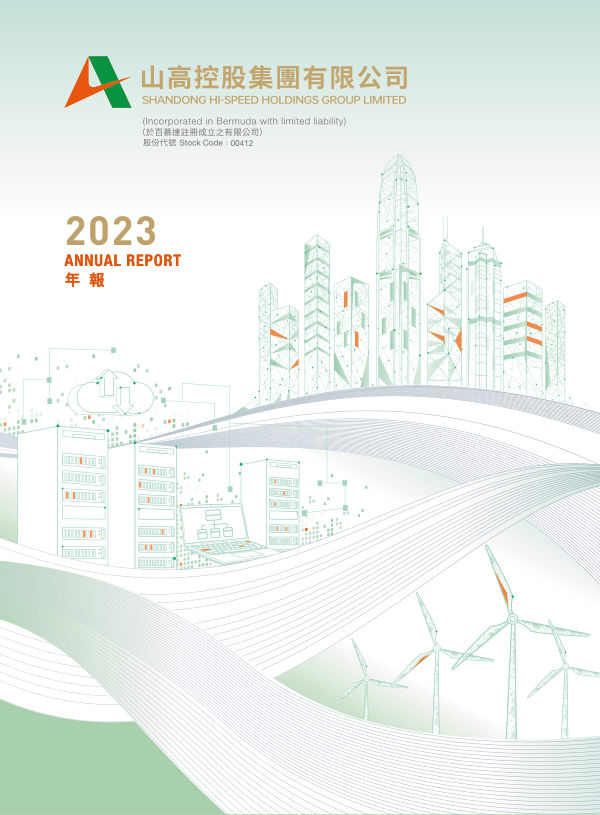 山高控股集團有限公司
SHANDONG HI-SPEED HOLDINGS GROUP LIMITED
(Incorporated in Bermuda with limited liability)
(於百慕達註冊成立之有限公司)
股份代號 Stock Code：00412
2023
ANNUAL REPORT
年報